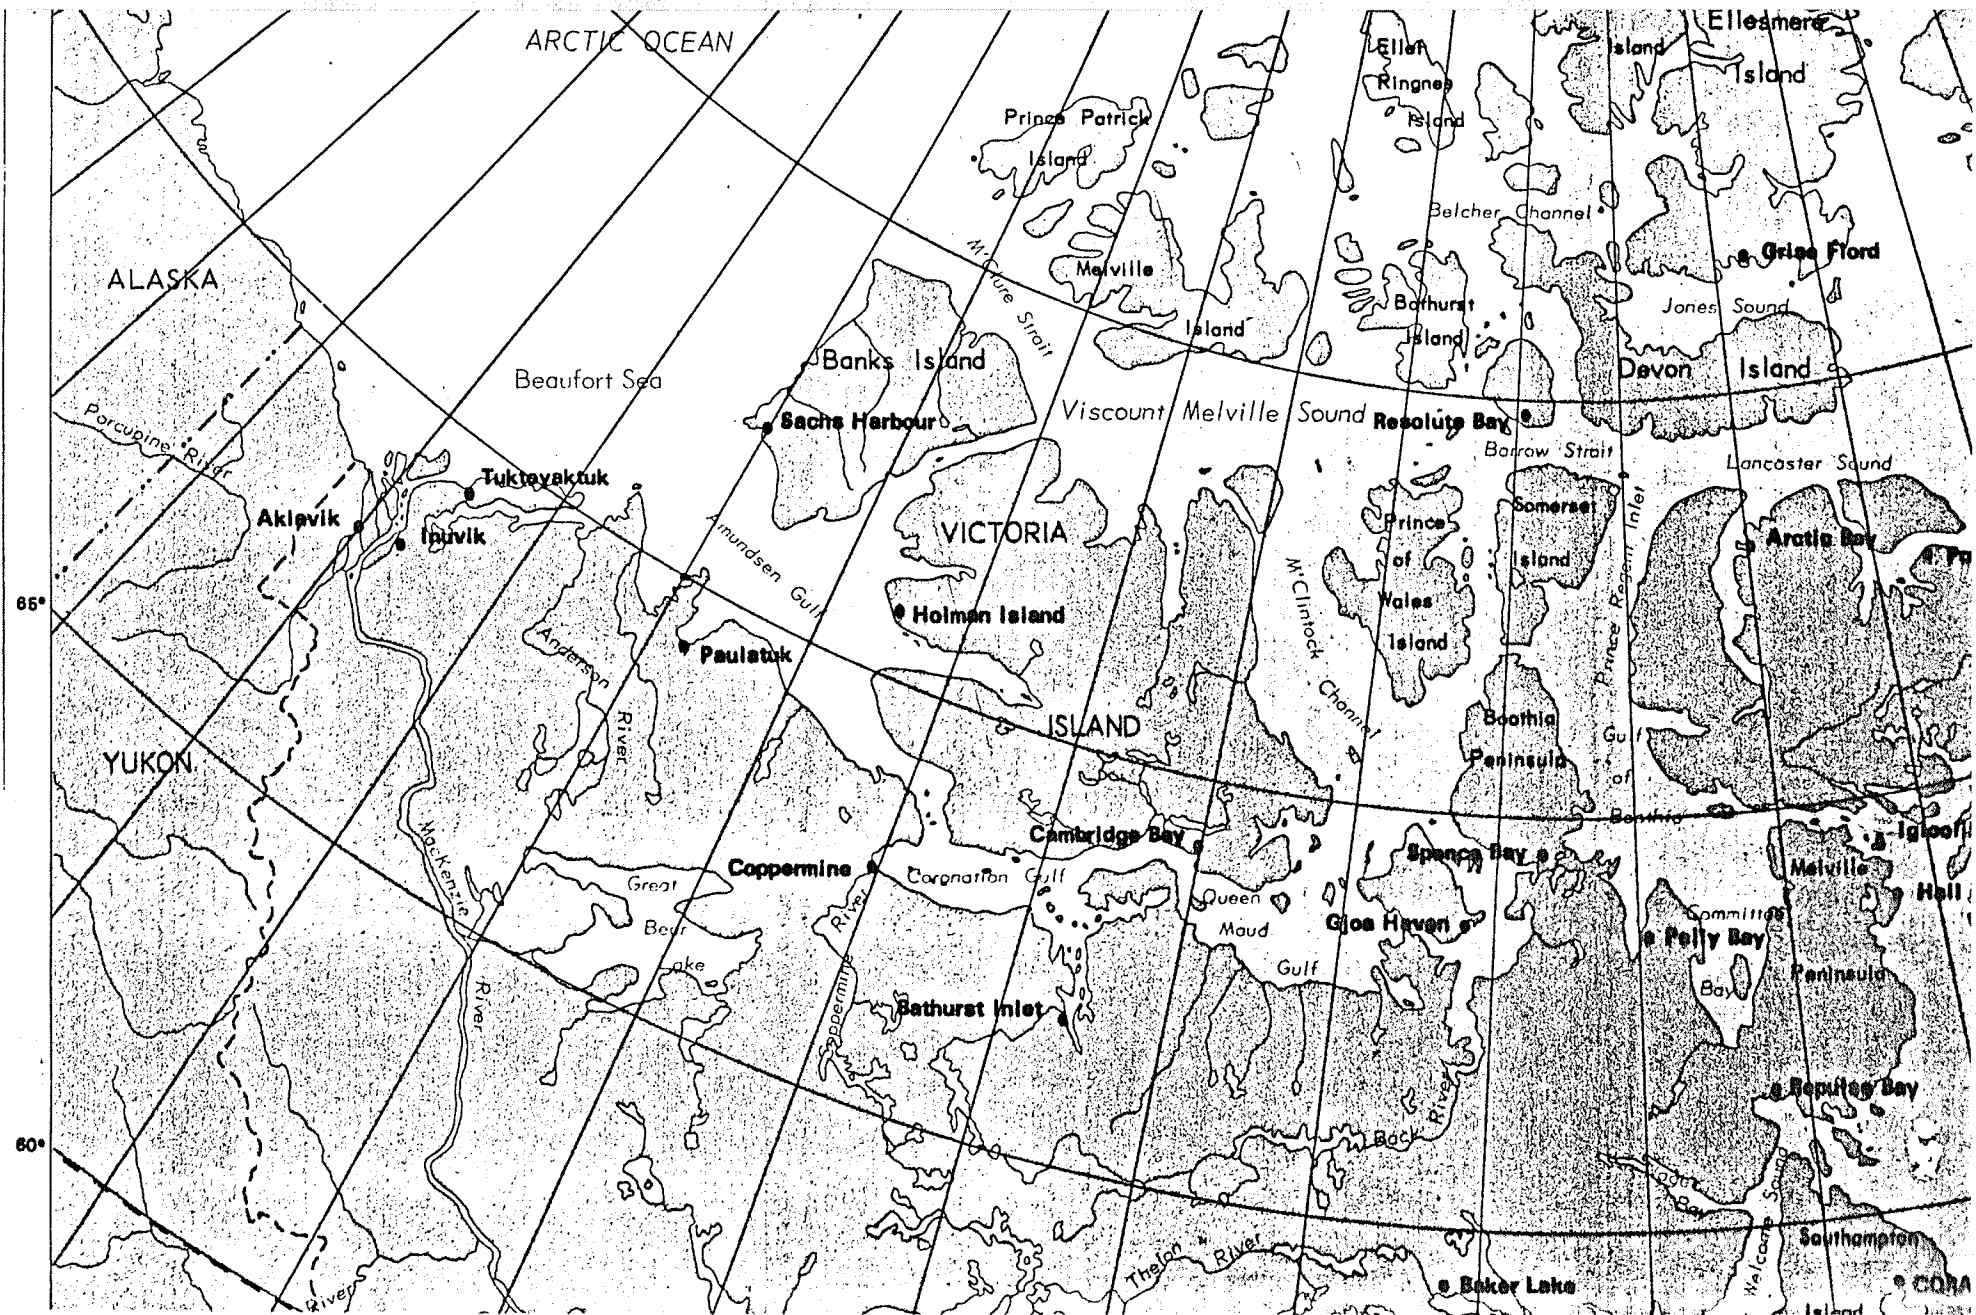 ARCTIC OCEAN
Ellef
Ringnes
Island
Island
Ellesmere
Island
Prince Patrick
Island
Belcher Channel
Grise Fiord
ALASKA
M'Clure Strait
Melville
Island
Bathurst
Island
Jones Sound
Devon Island
Beaufort Sea
Banks Island
Sachs Harbour
Viscount Melville Sound
Resolute Bay
Barrow Strait
Lancaster Sound
Porcupine River
Tuktoyaktuk
Aklavik
Inuvik
Amundsen Gulf
VICTORIA
ISLAND
Prince
of
Wales
Island
Somerset
Island
Prince Regent Inlet
Arctic Bay
Po
65°
Holman Island
M'Clintock Channel
Anderson
River
Paulatuk
Boothia
Peninsula
Gulf
of
Boothia
YUKON
MacKenzie
River
Cambridge Bay
Coppermine
Coronation Gulf
Spence Bay
Igloolik
Melville
Peninsula
Hall
Great
Bear
Lake
Queen
Maud
Gulf
Gjoa Haven
Committee
Bay
Pelly Bay
Coppermine
River
Bathurst Inlet
Repulse Bay
60°
Back
River
Wager
Bay
Welcome Sound
Southampton
Island
Thelon River
Baker Lake
CORA
River